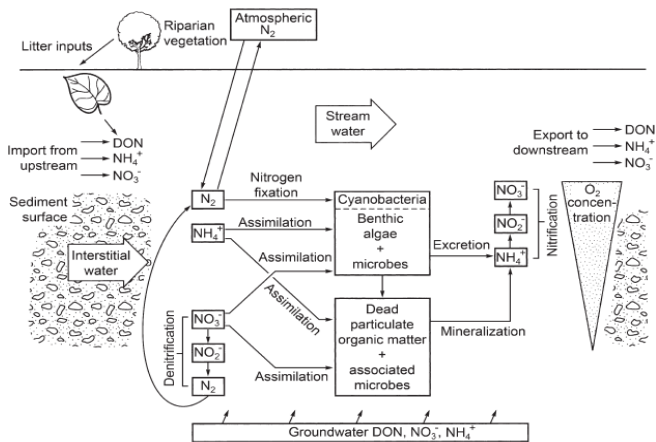 Atmospheric
N₂
Riparian
vegetation
Litter inputs
Stream
water
Import from
upstream
DON
NH₄⁺
NO₃⁻
Export to
downstream
DON
NH₄⁺
NO₃⁻
Sediment
surface
Interstitial
water
N₂
Nitrogen
fixation
NH₄⁺
Assimilation
Assimilation
Assimilation
Assimilation
Cyanobacteria
Benthic
algae
+
microbes
Excretion
NO₃⁻
NO₂⁻
NH₄⁺
Nitrification
O₂
concen-
tration
Denitrification
NO₃⁻
NO₂⁻
N₂
Dead
particulate
organic matter
+
associated
microbes
Mineralization
Groundwater DON, NO₃⁻, NH₄⁺